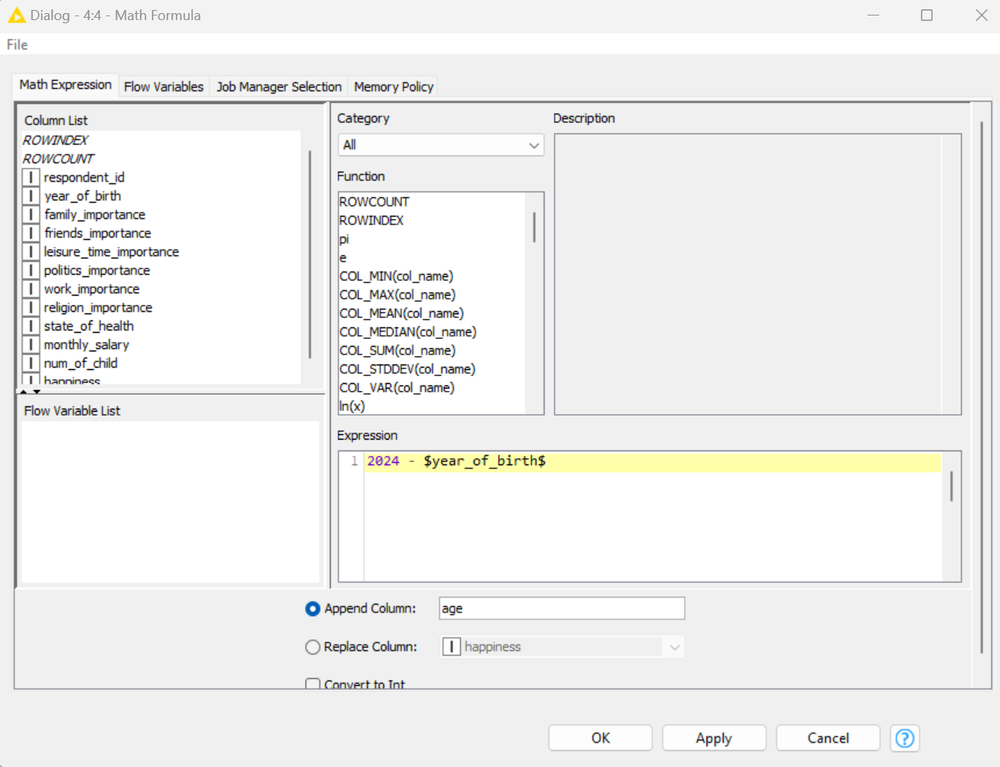 Dialog - 4:4 - Math Formula
File
Math Expression
Flow Variables
Job Manager Selection
Memory Policy
Column List
ROWINDEX
ROWCOUNT
I respondent_id
I year_of_birth
I family_importance
I friends_importance
I leisure_time_importance
I politics_importance
I work_importance
I religion_importance
I state_of_health
I monthly_salary
I num_of_child
I happiness
Flow Variable List
Category
All
Function
ROWCOUNT
ROWINDEX
pi
e
COL_MIN(col_name)
COL_MAX(col_name)
COL_MEAN(col_name)
COL_MEDIAN(col_name)
COL_SUM(col_name)
COL_STDDEV(col_name)
COL_VAR(col_name)
ln(x)
Description
Expression
1 2024 - $year_of_birth$
Append Column: age
Replace Column: I happiness
Convert to Int
OK
Apply
Cancel
?